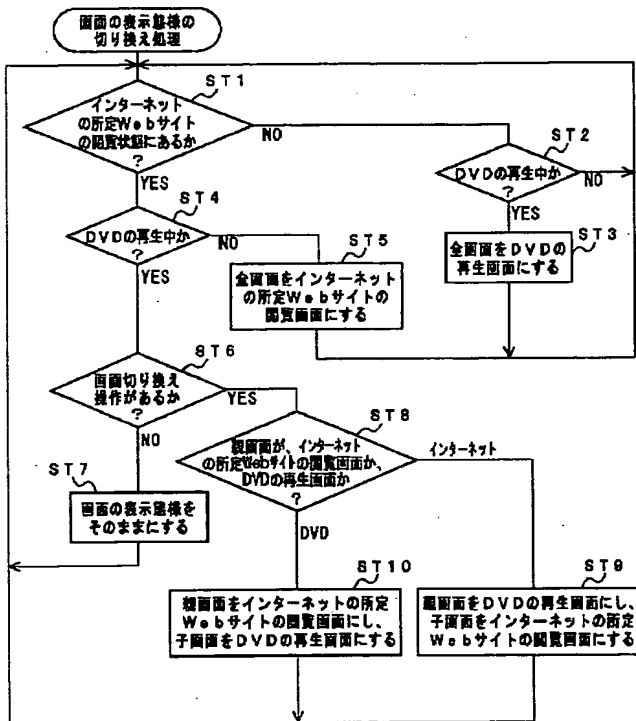 画面の表示態様の
切り換え処理
ST1
インターネット
の所定Webサイト
の閲覧状態にあるか
?
NO
YES
ST2
DVDの再生中か
?
NO
YES
ST3
全画面をDVDの
再生画面にする
ST4
DVDの再生中か
?
NO
YES
ST5
全画面をインターネット
の所定Webサイトの
閲覧画面にする
ST6
画面切り換え
操作があるか
?
YES
NO
ST7
画面の表示態様を
そのままにする
ST8
親画面が、インターネット
の所定Webサイトの閲覧画面か、
DVDの再生画面か
?
インターネット
DVD
ST10
親画面をインターネットの所定
Webサイトの閲覧画面にし、
子画面をDVDの再生画面にする
ST9
親画面をDVDの再生画面にし、
子画面をインターネットの所定
Webサイトの閲覧画面にする